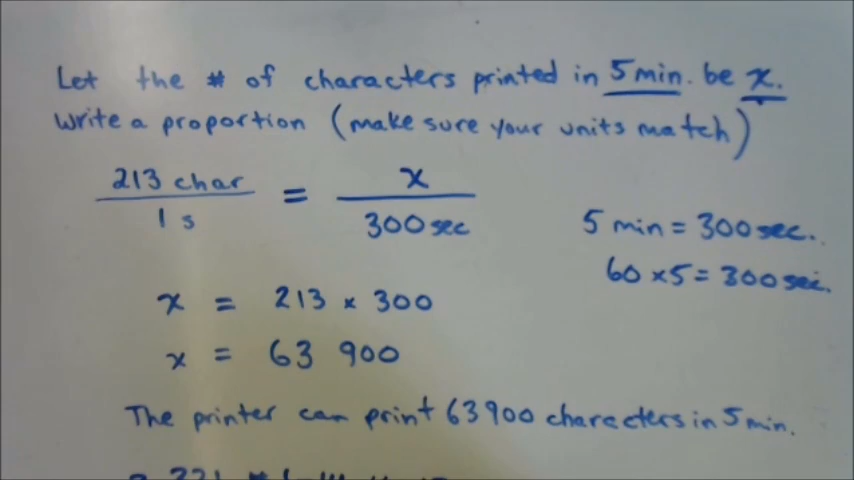 Let the # of characters printed in 5 min. be x.
Write a proportion (make sure your units match)
213 char / 1 s = x / 300 sec
5 min = 300 sec.
60 x 5 = 300 sec.
x = 213 x 300
x = 63 900
The printer can print 63900 characters in 5 min.